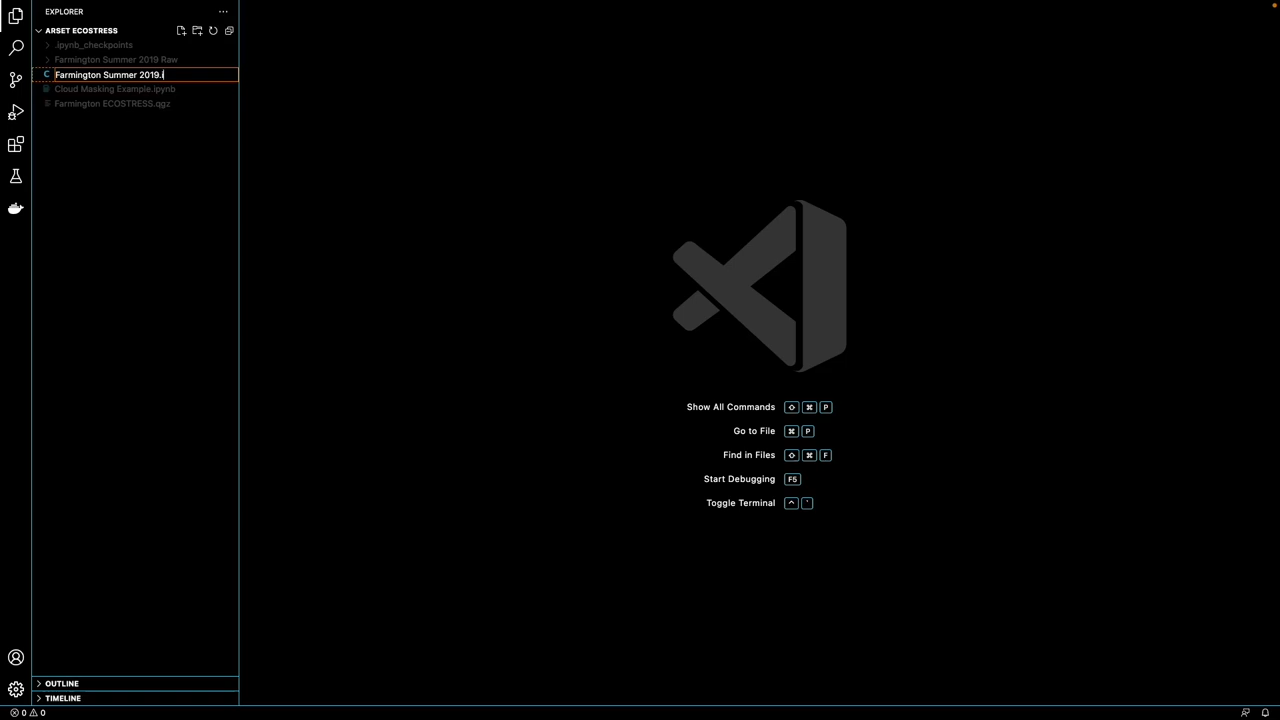 EXPLORER
ARSET ECOSTRESS
.ipynb_checkpoints
Farmington Summer 2019 Raw
C Farmington Summer 2019.i
Cloud Masking Example.ipynb
Farmington ECOSTRESS.qgz
Show All Commands ⇧ ⌘ P
Go to File ⌘ P
Find in Files ⇧ ⌘ F
Start Debugging F5
Toggle Terminal ^ `
OUTLINE
TIMELINE
0 0